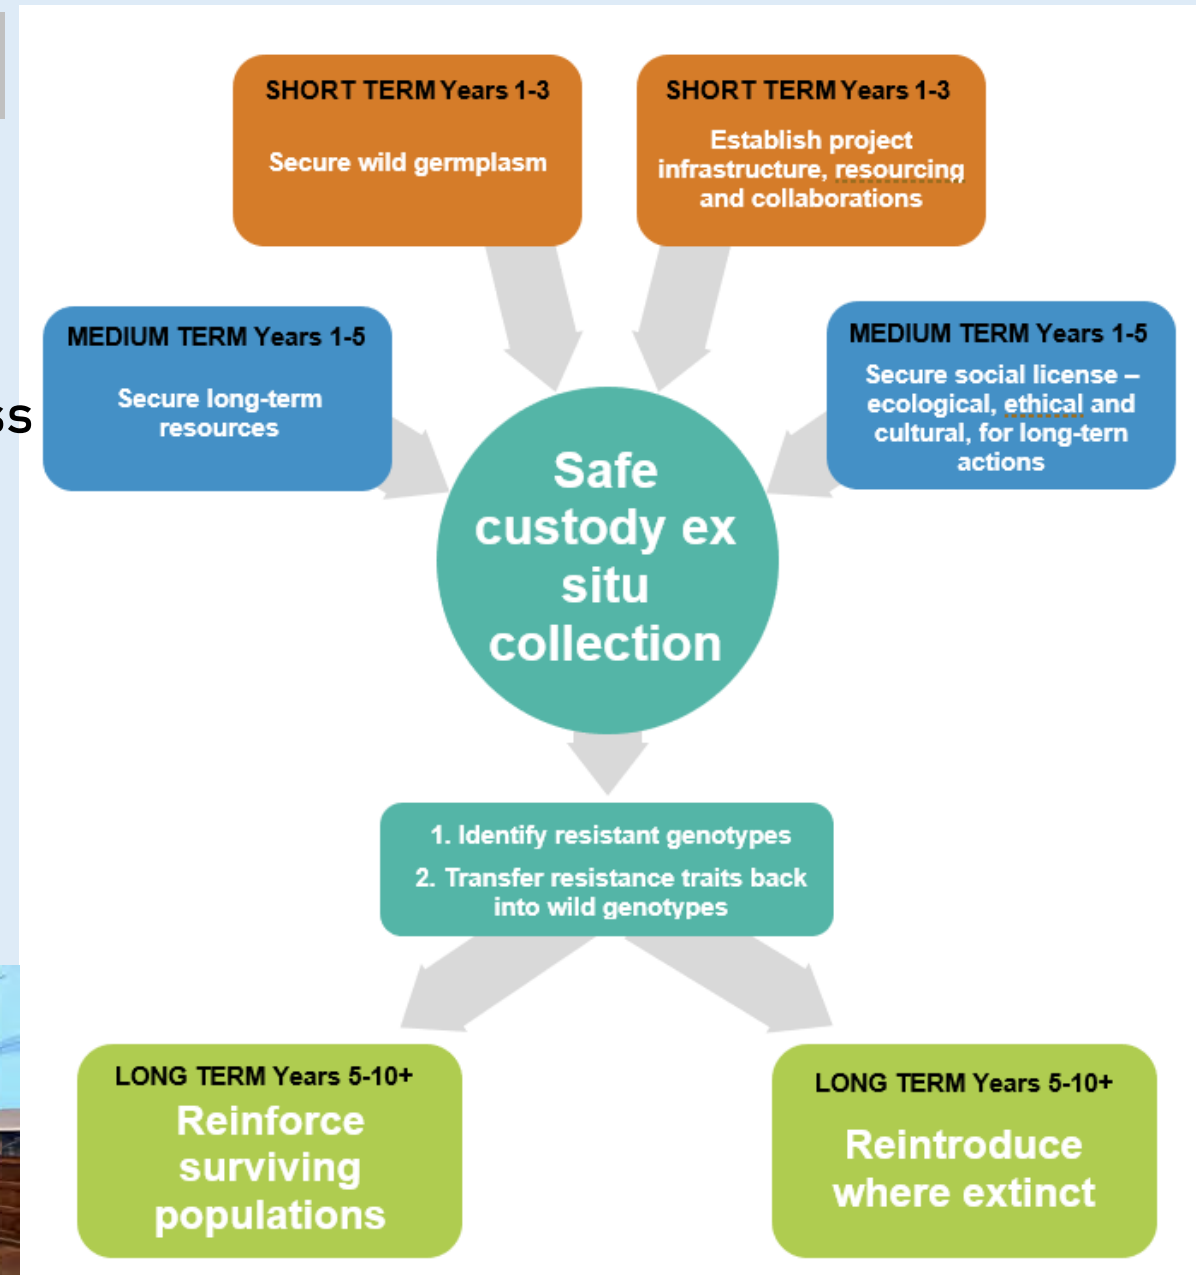 SHORT TERM Years 1-3
Secure wild germplasm
SHORT TERM Years 1-3
Establish project
infrastructure, resourcing
and collaborations
MEDIUM TERM Years 1-5
Secure long-term
resources
MEDIUM TERM Years 1-5
Secure social license –
ecological, ethical and
cultural, for long-tern
actions
ss
Safe
custody ex
situ
collection
1. Identify resistant genotypes
2. Transfer resistance traits back
into wild genotypes
LONG TERM Years 5-10+
Reinforce
surviving
populations
LONG TERM Years 5-10+
Reintroduce
where extinct